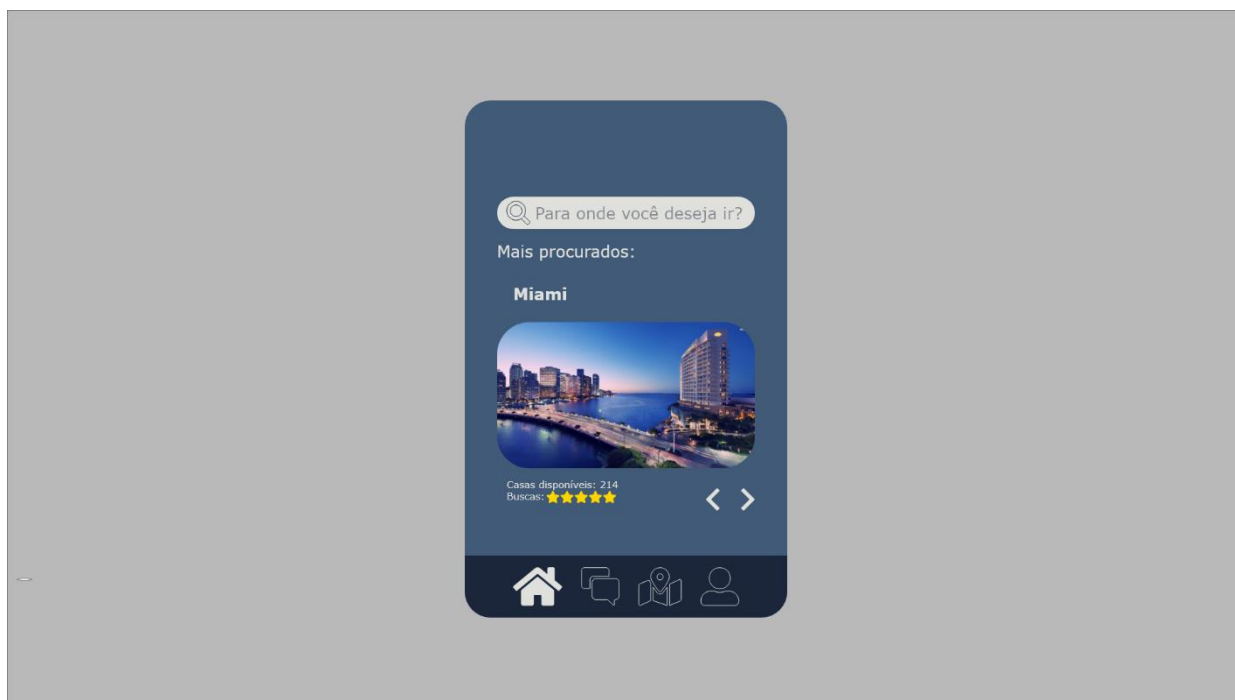 Para onde você deseja ir?
Mais procurados:
Miami
Casas disponíveis: 214
Buscas: